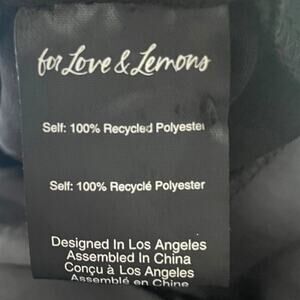 for Love & Lemons
Self: 100% Recycled Polyester
Self: 100% Recyclé Polyester
Designed In Los Angeles
Assembled In China
Conçu à Los Angeles
Assemblé en Chine